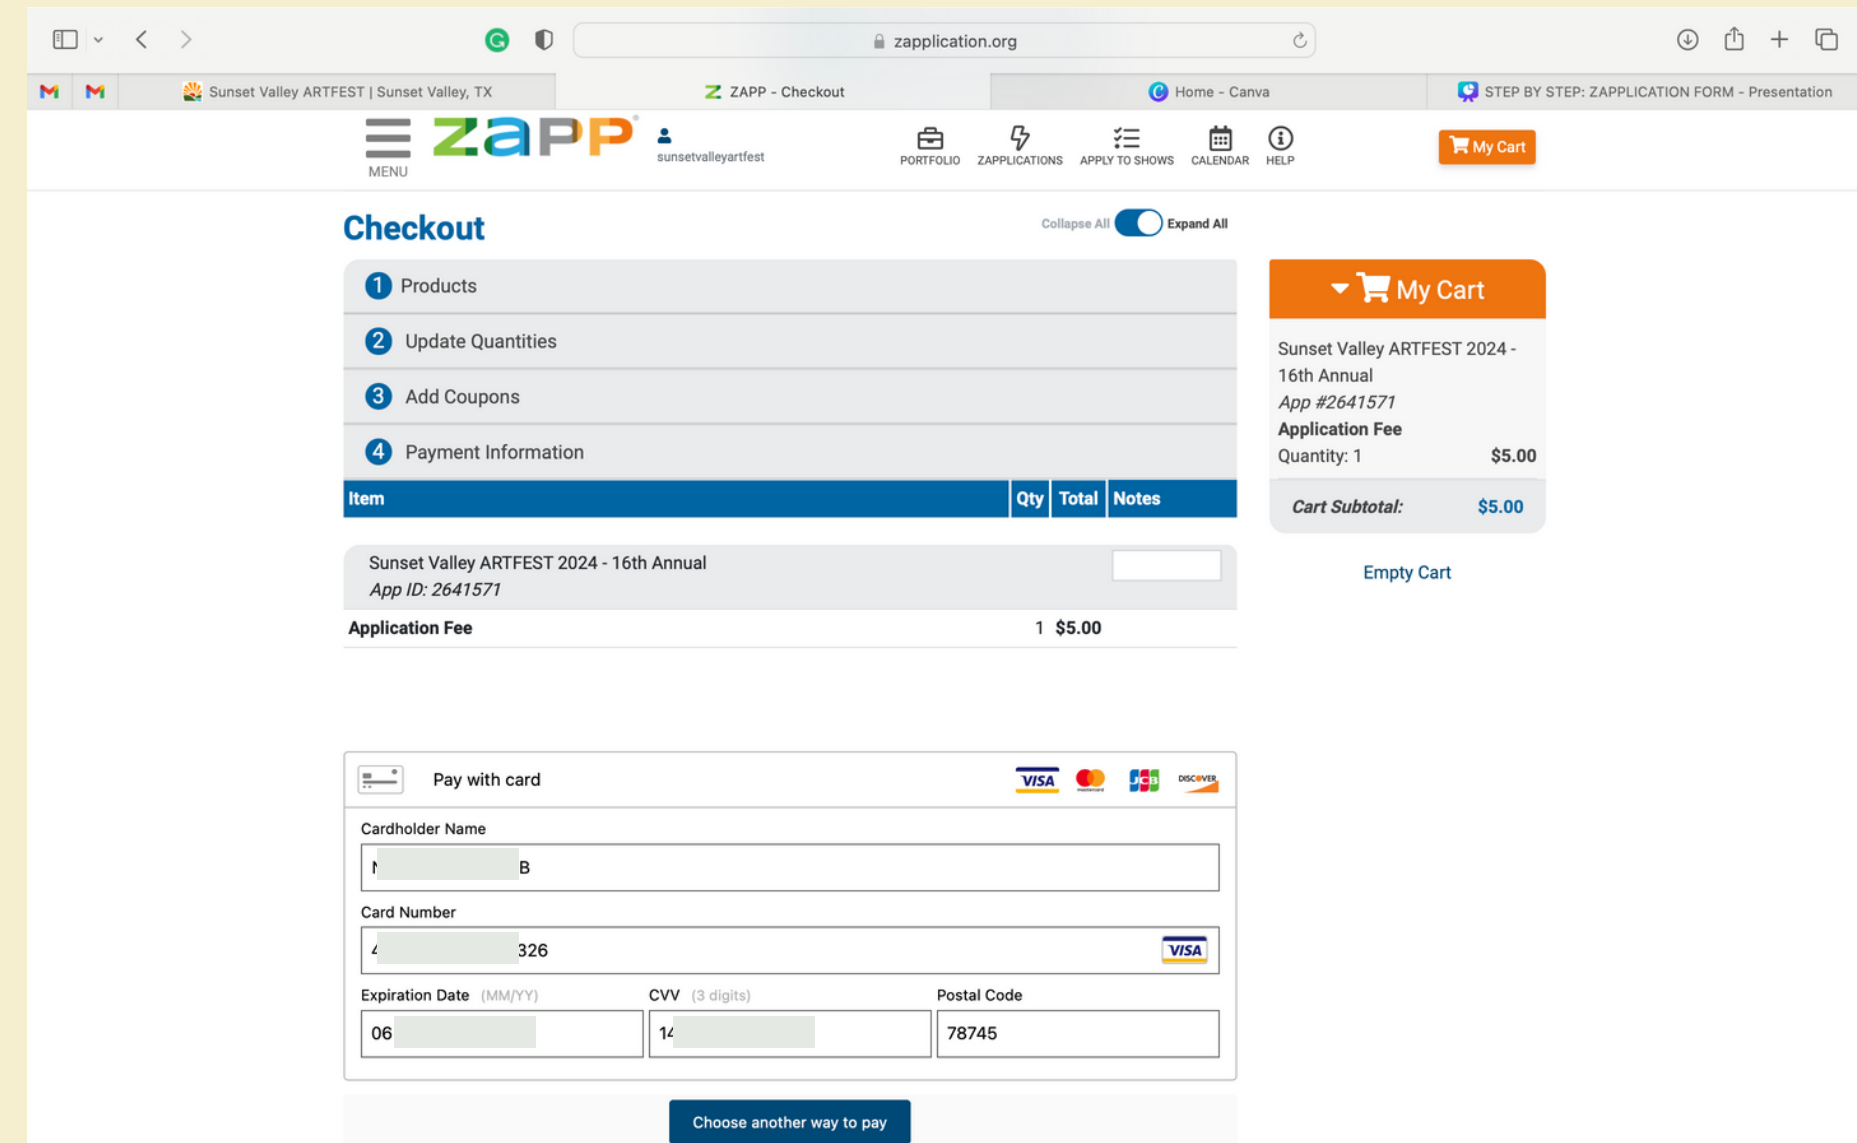 zapplication.org
Sunset Valley ARTFEST | Sunset Valley, TX
ZAPP - Checkout
Home - Canva
STEP BY STEP: ZAPPLICATION FORM - Presentation
MENU
zapp
sunsetvalleyartfest
PORTFOLIO
ZAPPLICATIONS
APPLY TO SHOWS
CALENDAR
HELP
My Cart
Checkout
Collapse All
Expand All
1 Products
2 Update Quantities
3 Add Coupons
4 Payment Information
Item Qty Total Notes
Sunset Valley ARTFEST 2024 - 16th Annual
App ID: 2641571
Application Fee 1 $5.00
My Cart
Sunset Valley ARTFEST 2024 -
16th Annual
App #2641571
Application Fee
Quantity: 1 $5.00
Cart Subtotal: $5.00
Empty Cart
Pay with card
VISA mastercard JCB DISCOVER
Cardholder Name
B
Card Number
326 VISA
Expiration Date (MM/YY)
06
CVV (3 digits)
14
Postal Code
78745
Choose another way to pay